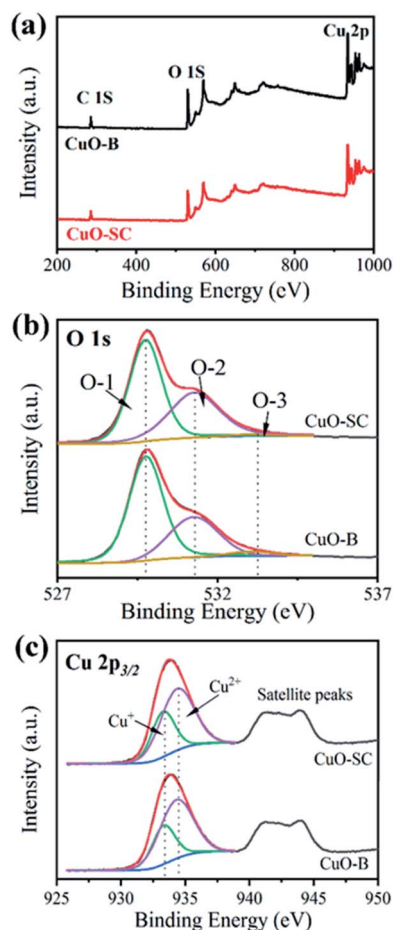 (a)
Cu 2p
O 1S
C 1S
CuO-B
CuO-SC
Intensity (a.u.)
200 400 600 800 1000
Binding Energy (eV)
(b)
O 1s
O-1
O-2
O-3
CuO-SC
CuO-B
Intensity (a.u.)
527 532 537
Binding Energy (eV)
(c)
Cu 2p3/2
Cu+
Cu2+
Satellite peaks
CuO-SC
CuO-B
Intensity (a.u.)
925 930 935 940 945 950
Binding Energy (eV)